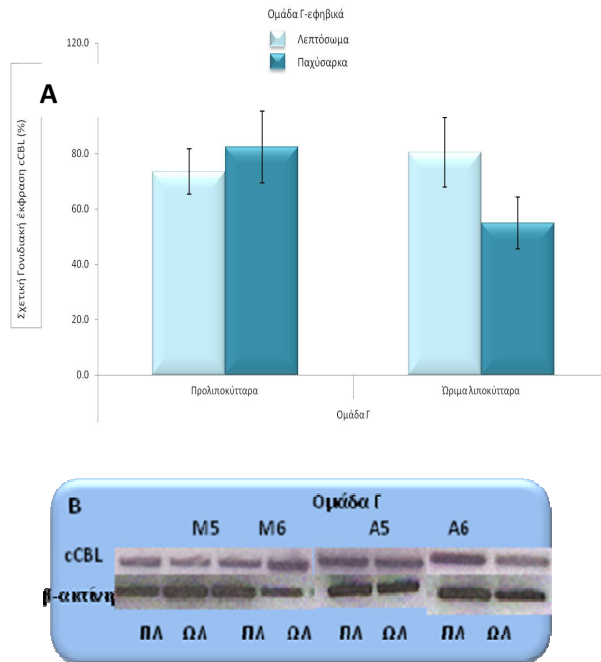 Ομάδα Γ-εφηβικά
Λεπτόσωμα
Παχύσαρκα
A
Σχετική Γονιδιακή έκφραση cCBL (%)
120.0
80.0
60.0
40.0
20.0
0.0
Προλιποκύτταρα Ώριμα λιποκύτταρα
Ομάδα Γ
B Ομάδα Γ
M5 M6 A5 A6
cCBL
β-ακτίνη
ΠΛ ΩΛ ΠΛ ΩΛ ΠΛ ΩΛ ΠΛ ΩΛ